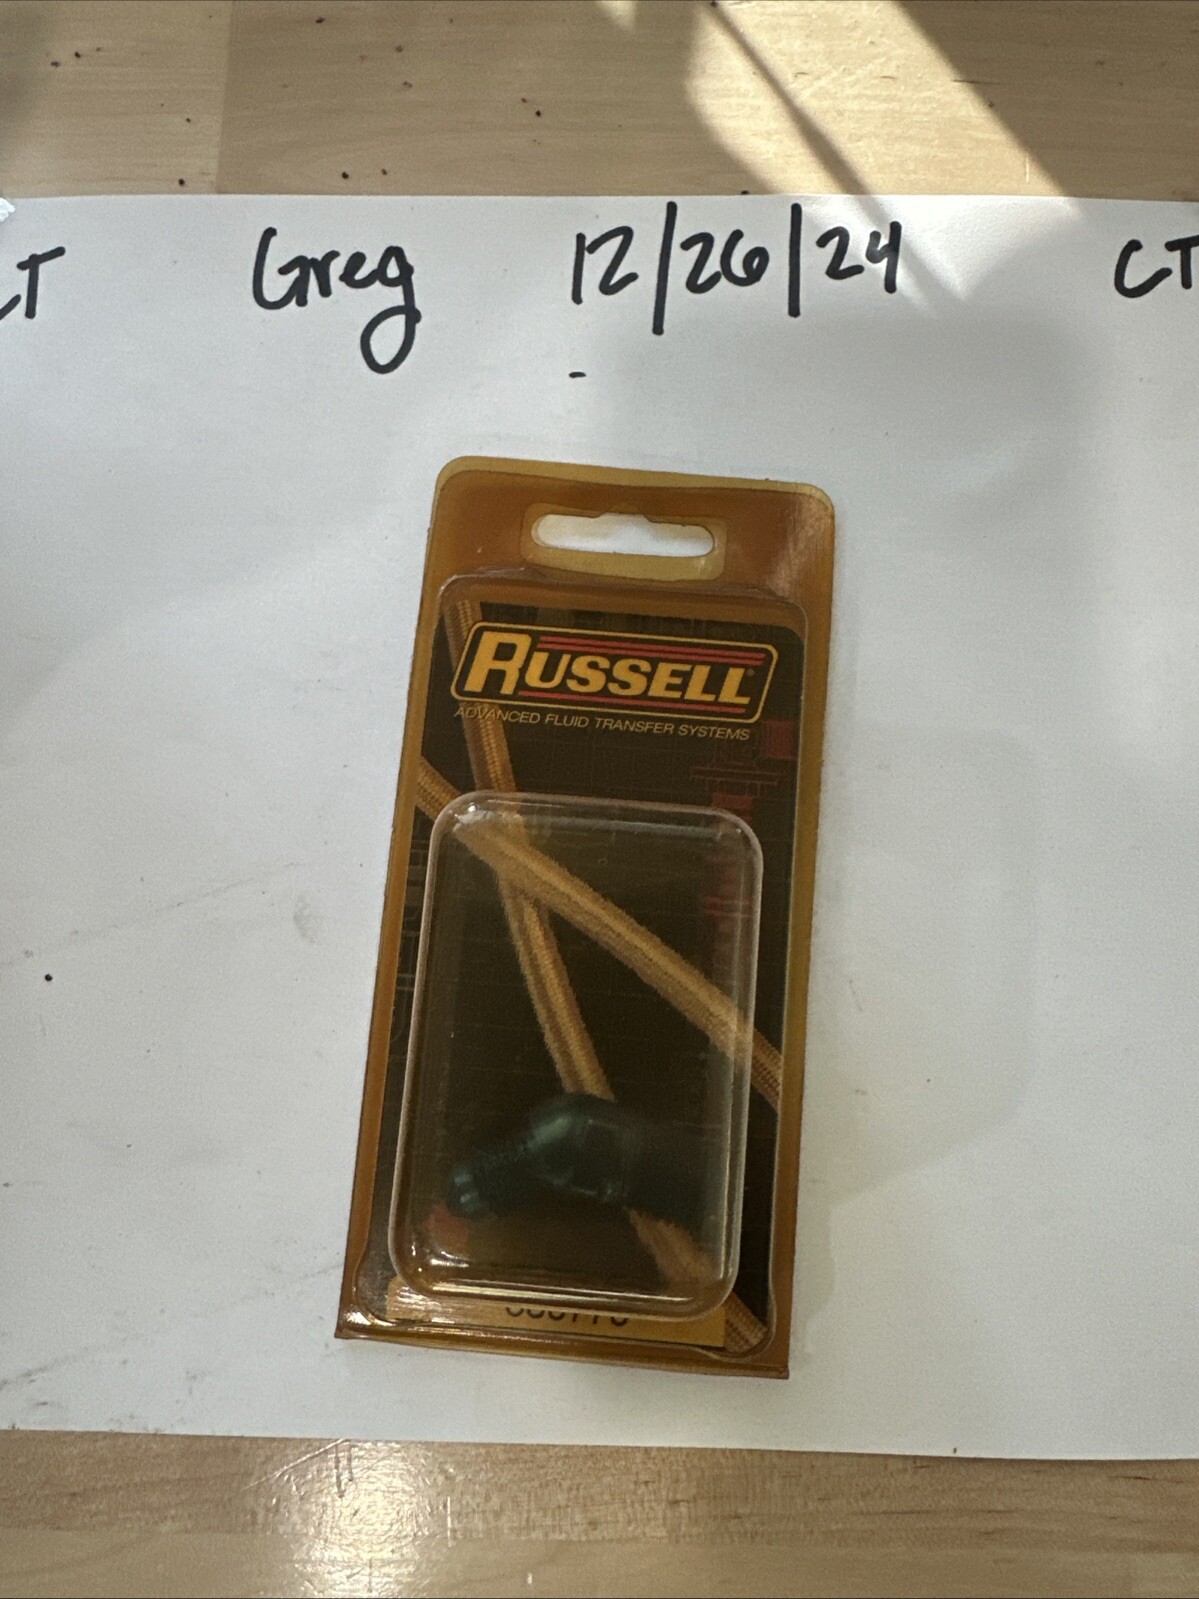 CT Greg 12/26/24 CT
RUSSELL®
ADVANCED FLUID TRANSFER SYSTEMS